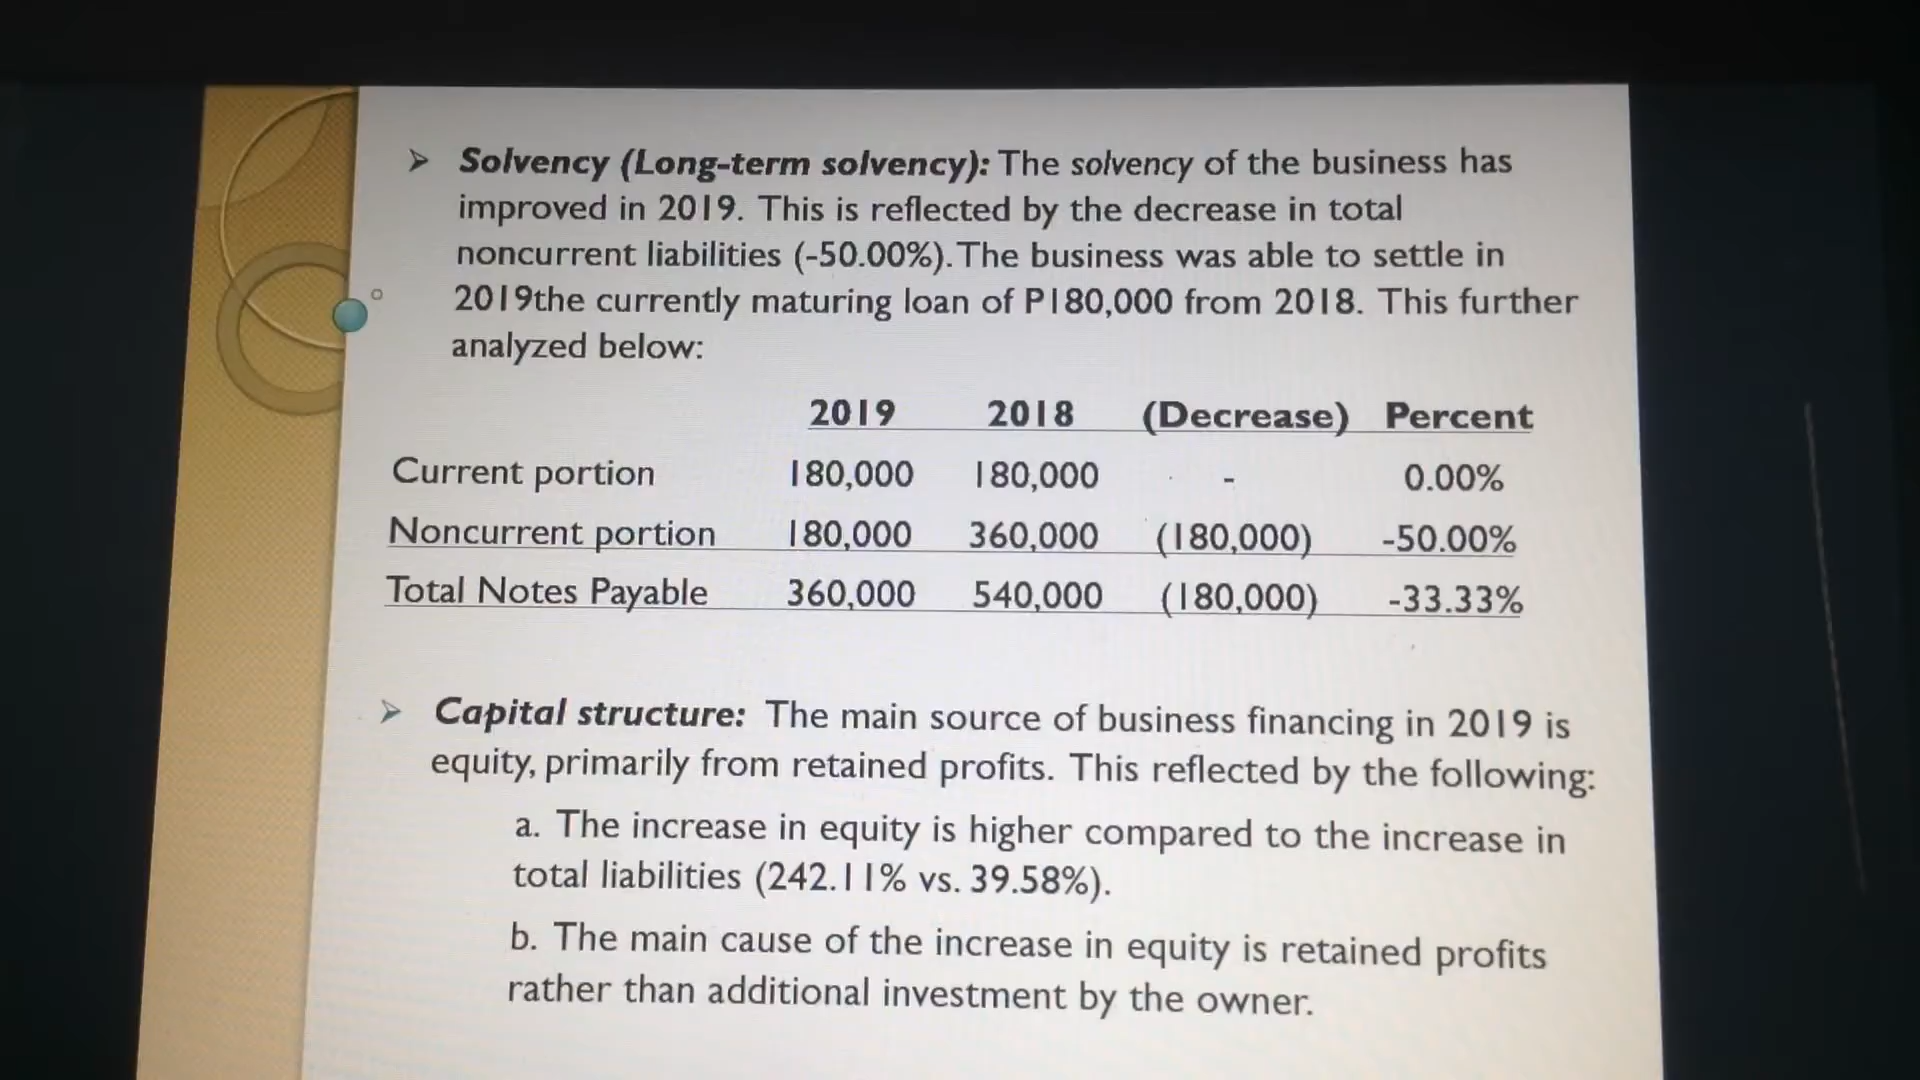 Solvency (Long-term solvency): The solvency of the business has
improved in 2019. This is reflected by the decrease in total
noncurrent liabilities (-50.00%). The business was able to settle in
2019the currently maturing loan of P180,000 from 2018. This further
analyzed below:
2019 2018 (Decrease) Percent
Current portion 180,000 180,000 - 0.00%
Noncurrent portion 180,000 360,000 (180,000) -50.00%
Total Notes Payable 360,000 540,000 (180,000) -33.33%
Capital structure: The main source of business financing in 2019 is
equity, primarily from retained profits. This reflected by the following:
a. The increase in equity is higher compared to the increase in
total liabilities (242.11% vs. 39.58%).
b. The main cause of the increase in equity is retained profits
rather than additional investment by the owner.